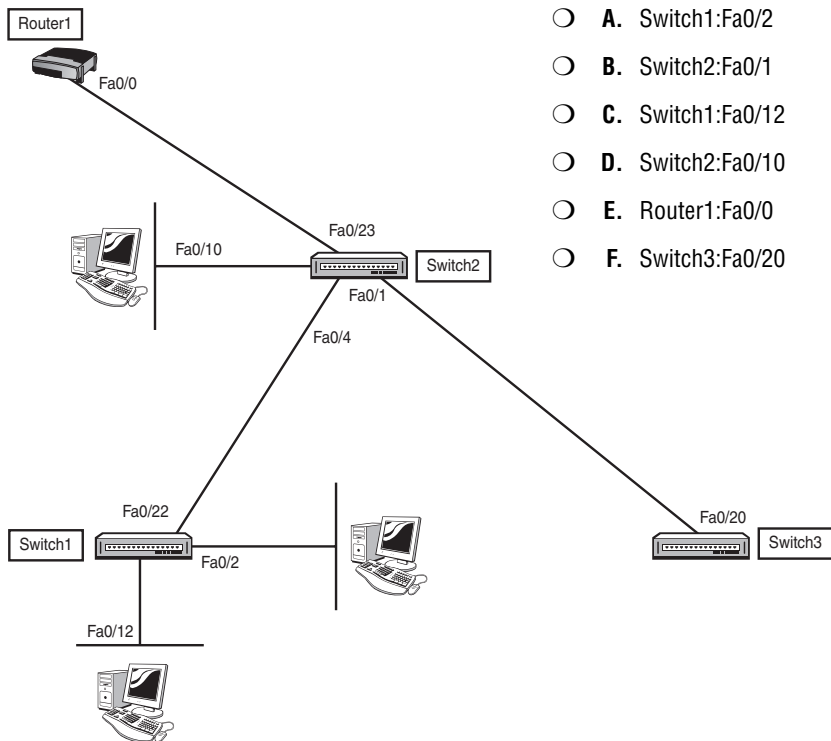 Router1
Fa0/0
A. Switch1:Fa0/2
B. Switch2:Fa0/1
C. Switch1:Fa0/12
D. Switch2:Fa0/10
E. Router1:Fa0/0
F. Switch3:Fa0/20
Fa0/23
Fa0/10
Switch2
Fa0/1
Fa0/4
Fa0/22
Switch1
Fa0/2
Fa0/20
Switch3
Fa0/12